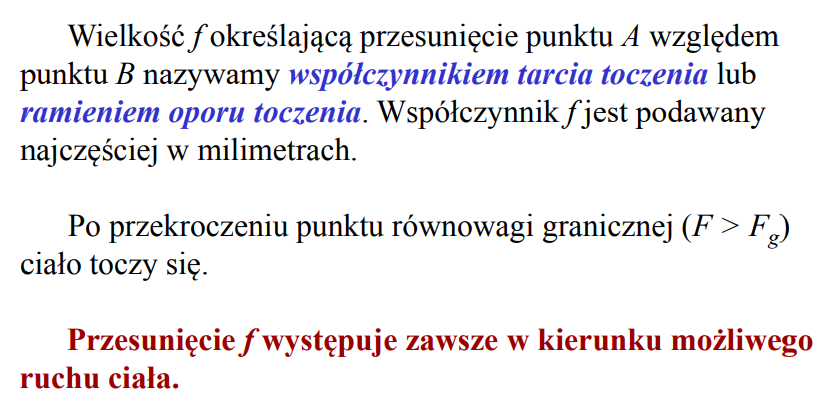 Wielkość f określającą przesunięcie punktu A względem
punktu B nazywamy współczynnikiem tarcia toczenia lub
ramieniem oporu toczenia. Współczynnik f jest podawany
najczęściej w milimetrach.
Po przekroczeniu punktu równowagi granicznej (F > Fg)
ciało toczy się.
Przesunięcie f występuje zawsze w kierunku możliwego
ruchu ciała.